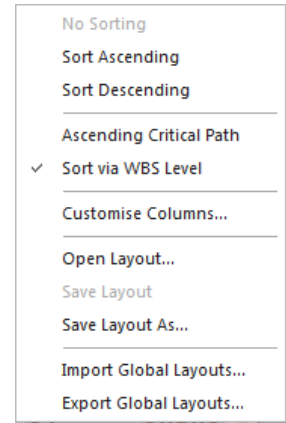 No Sorting
Sort Ascending
Sort Descending
Ascending Critical Path
Sort via WBS Level
Customise Columns...
Open Layout...
Save Layout
Save Layout As...
Import Global Layouts...
Export Global Layouts...